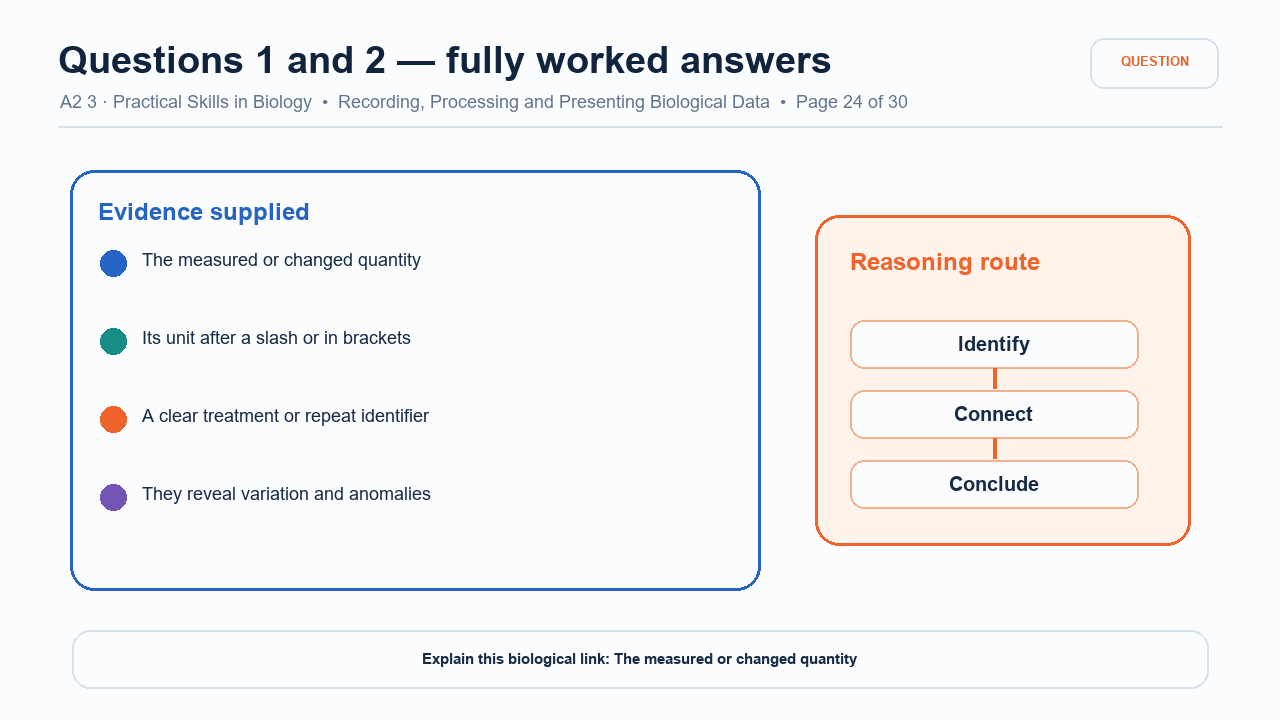 Questions 1 and 2 — fully worked answers
QUESTION
A2 3 · Practical Skills in Biology • Recording, Processing and Presenting Biological Data • Page 24 of 30
Evidence supplied
The measured or changed quantity
Its unit after a slash or in brackets
A clear treatment or repeat identifier
They reveal variation and anomalies
Reasoning route
Identify
Connect
Conclude
Explain this biological link: The measured or changed quantity